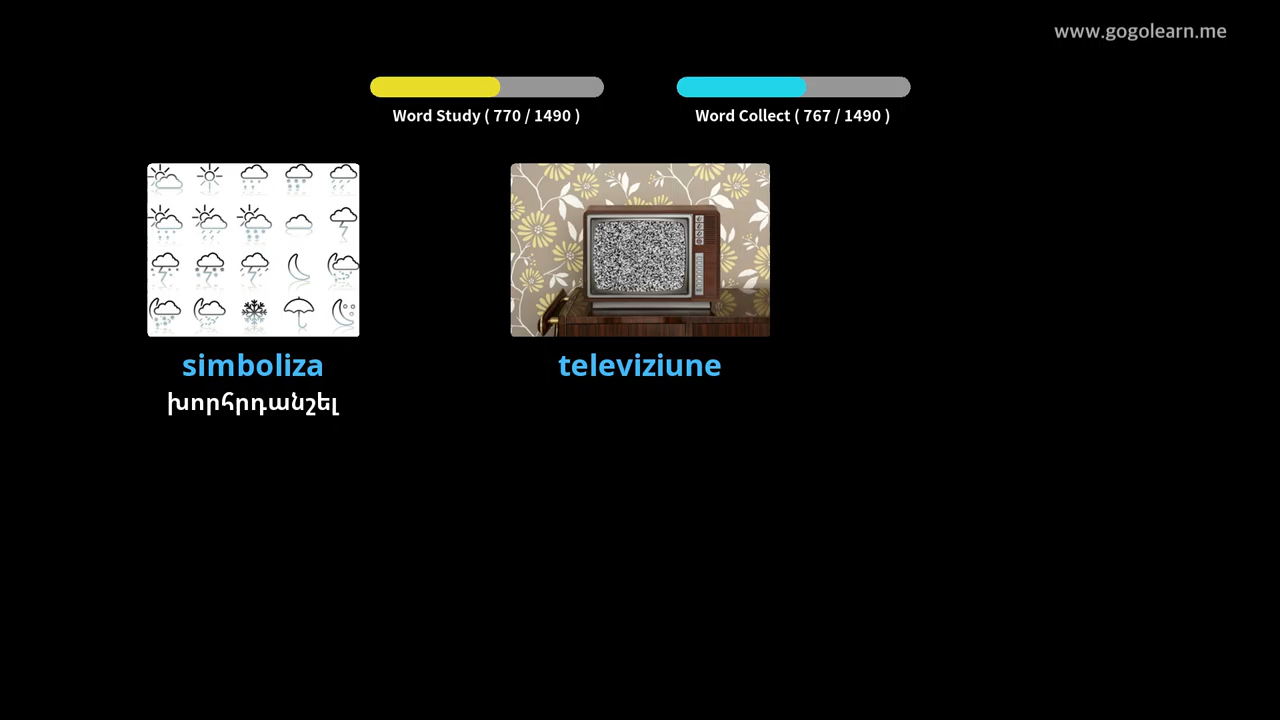 www.gogolearn.me
Word Study ( 770 / 1490 )
Word Collect ( 767 / 1490 )
simboliza
televiziune
խորհրդանշել